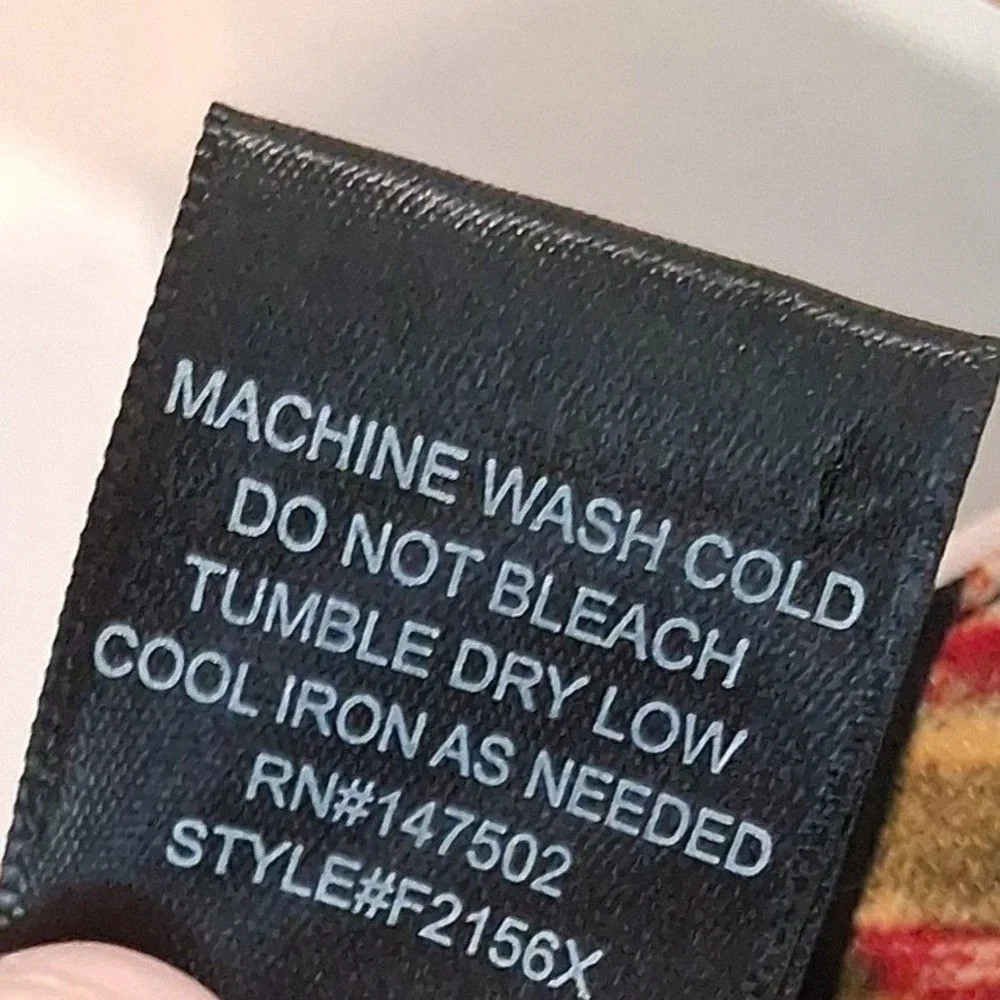 MACHINE WASH COLD
DO NOT BLEACH
TUMBLE DRY LOW
COOL IRON AS NEEDED
RN#147502
STYLE#F2156X